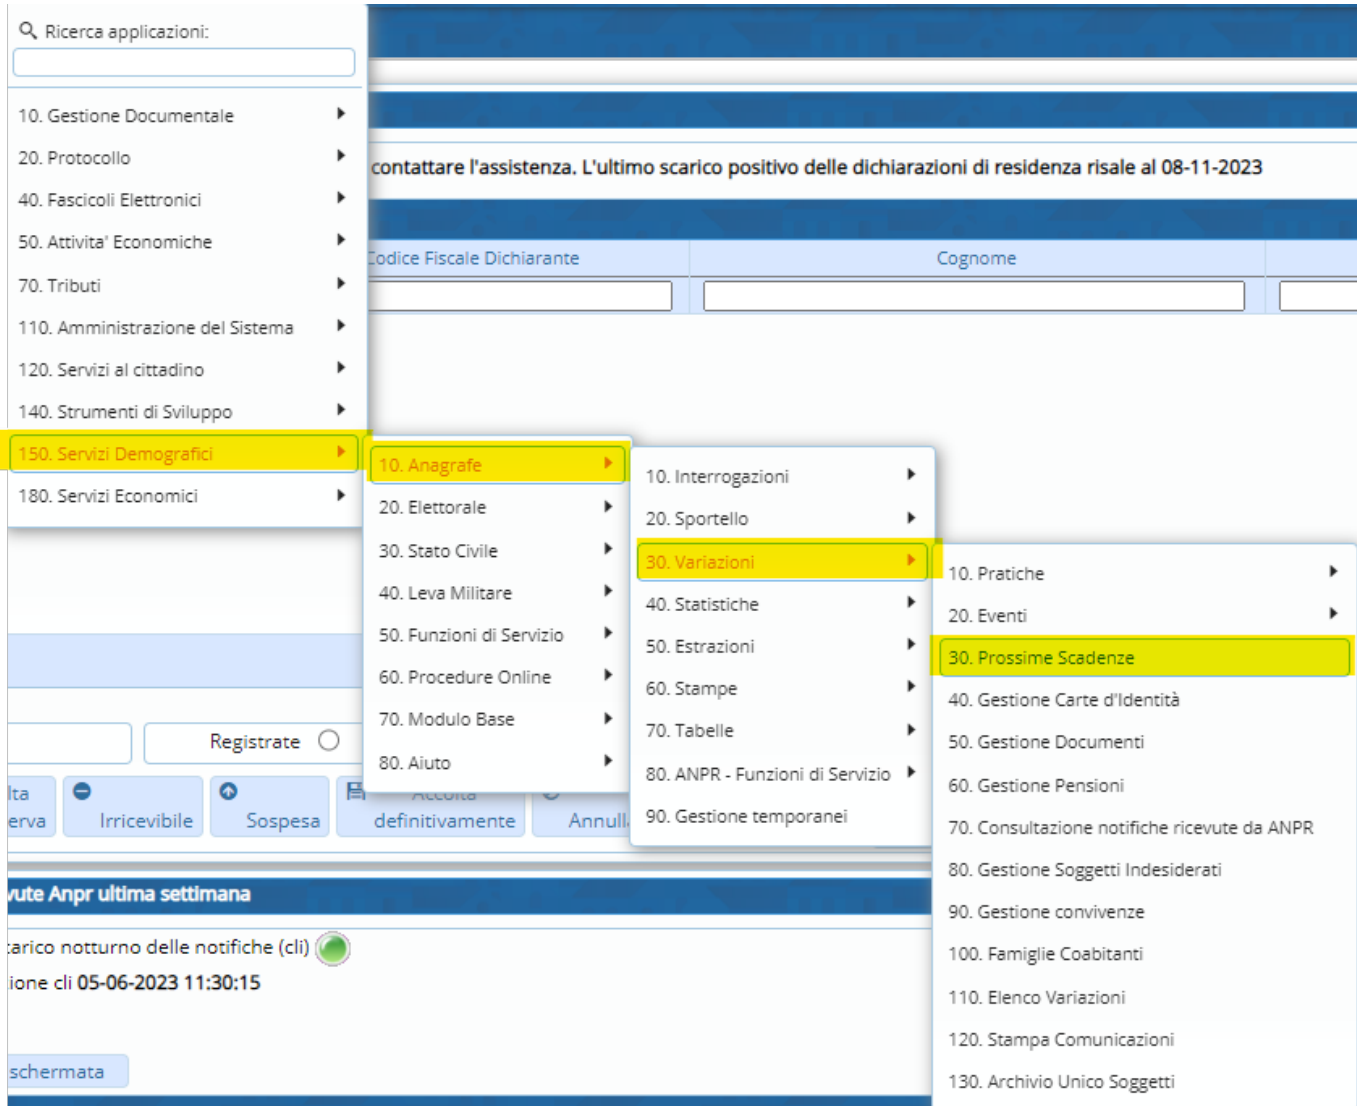 Ricerca applicazioni:
10. Gestione Documentale
20. Protocollo
40. Fascicoli Elettronici
50. Attivita' Economiche
70. Tributi
110. Amministrazione del Sistema
120. Servizi al cittadino
140. Strumenti di Sviluppo
150. Servizi Demografici
180. Servizi Economici
contattare l'assistenza. L'ultimo scarico positivo delle dichiarazioni di residenza risale al 08-11-2023
Codice Fiscale Dichiarante
Cognome
10. Anagrafe
20. Elettorale
30. Stato Civile
40. Leva Militare
50. Funzioni di Servizio
60. Procedure Online
70. Modulo Base
80. Aiuto
10. Interrogazioni
20. Sportello
30. Variazioni
40. Statistiche
50. Estrazioni
60. Stampe
70. Tabelle
80. ANPR - Funzioni di Servizio
90. Gestione temporanei
10. Pratiche
20. Eventi
30. Prossime Scadenze
40. Gestione Carte d'Identità
50. Gestione Documenti
60. Gestione Pensioni
70. Consultazione notifiche ricevute da ANPR
80. Gestione Soggetti Indesiderati
90. Gestione convivenze
100. Famiglie Coabitanti
110. Elenco Variazioni
120. Stampa Comunicazioni
130. Archivio Unico Soggetti
Registrate
lta
erva
Irricevibile
Sospesa
Accolta
definitivamente
Annull
vute Anpr ultima settimana
carico notturno delle notifiche (cli)
ione cli 05-06-2023 11:30:15
schermata